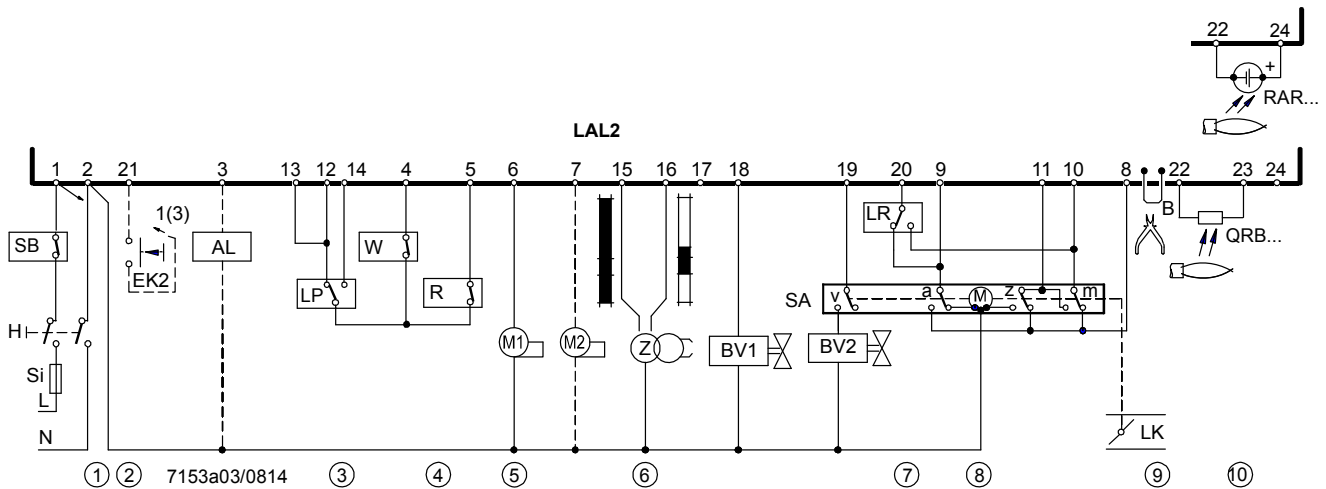 22 24
+
RAR...
LAL2
1 2 21 3 13 12 14 4 5 6 7 15 16 17 18 19 20 9 11 10 8 22 23 24
1(3)
B
LR
SB
AL
W
QRB...
EK2
LP
R
SA
v
a
M
z
m
H
M1
M2
Z
BV1
BV2
Si
L
N
LK
1 2 7153a03/0814 3 4 5 6 7 8 9 10